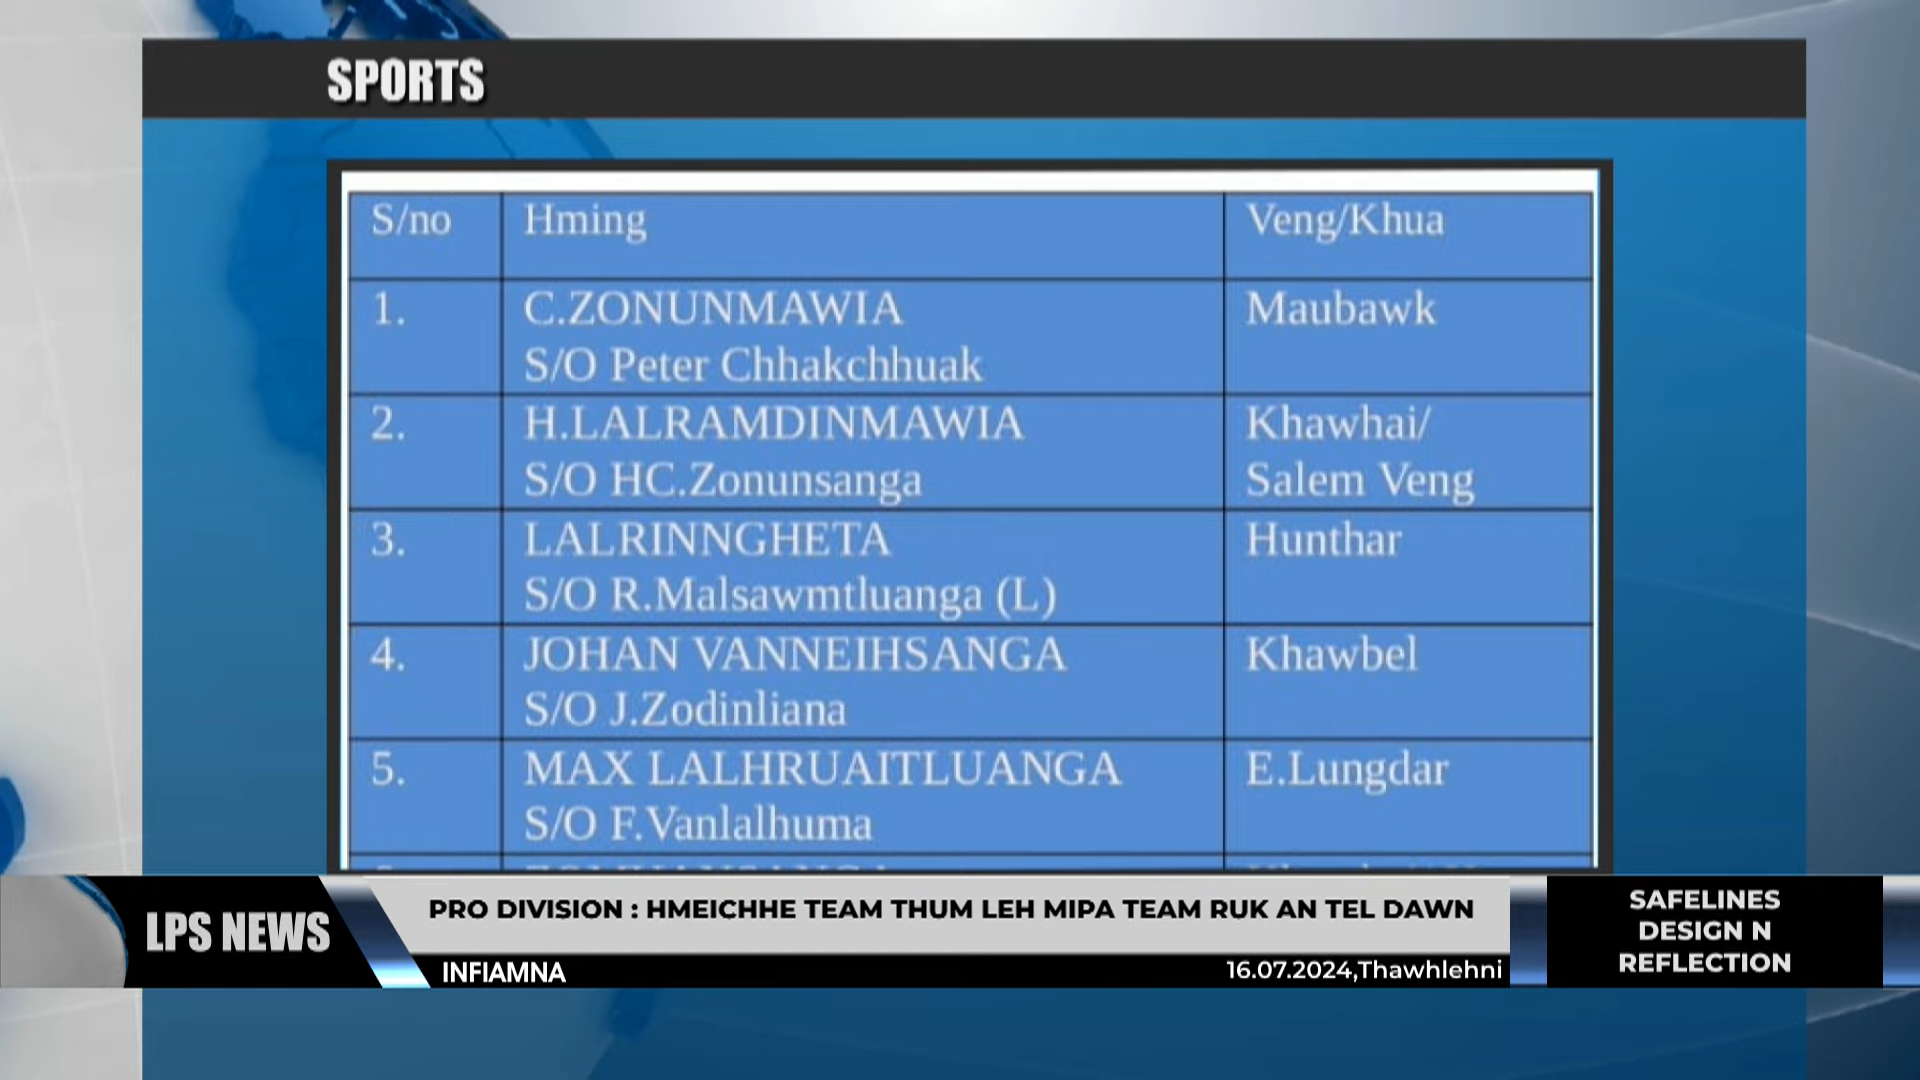 SPORTS
S/no Hming Veng/Khua
1. C.ZONUNMAWIA Maubawk
S/O Peter Chhakchhuak
2. H.LALRAMDINMAWIA Khawhai/
S/O HC.Zonunsanga Salem Veng
3. LALRINNGHETA Hunthar
S/O R.Malsawmtluanga (L)
4. JOHAN VANNEIHSANGA Khawbel
S/O J.Zodinliana
5. MAX LALHRUAITLUANGA E.Lungdar
S/O F.Vanlalhuma
LPS NEWS
PRO DIVISION : HMEICHHE TEAM THUM LEH MIPA TEAM RUK AN TEL DAWN
INFIAMNA
16.07.2024,Thawhlehni
SAFELINES
DESIGN N
REFLECTION